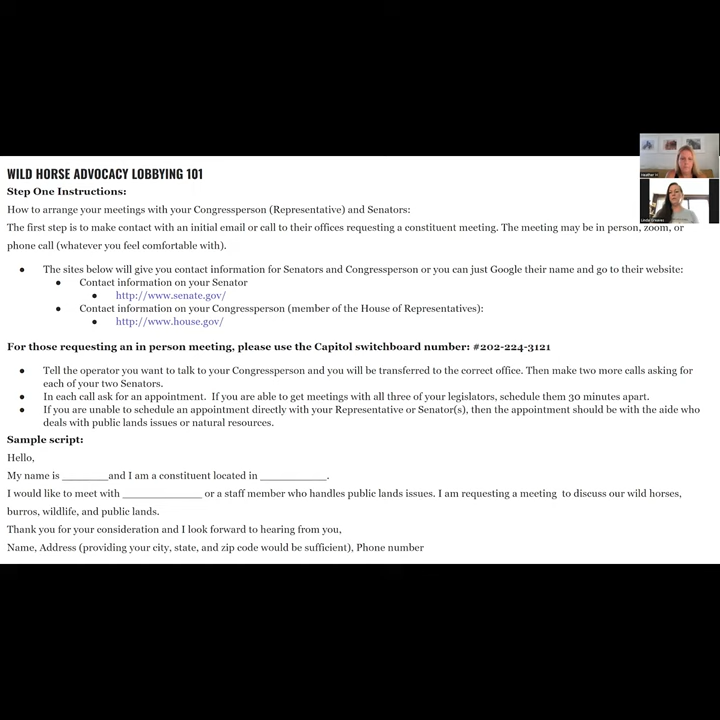 WILD HORSE ADVOCACY LOBBYING 101
Step One Instructions:
How to arrange your meetings with your Congressperson (Representative) and Senators:
The first step is to make contact with an initial email or call to their offices requesting a constituent meeting. The meeting may be in person, zoom, or
phone call (whatever you feel comfortable with).
● The sites below will give you contact information for Senators and Congressperson or you can just Google their name and go to their website:
● Contact information on your Senator
● http://www.senate.gov/
● Contact information on your Congressperson (member of the House of Representatives):
● http://www.house.gov/
For those requesting an in person meeting, please use the Capitol switchboard number: #202-224-3121
● Tell the operator you want to talk to your Congressperson and you will be transferred to the correct office. Then make two more calls asking for
each of your two Senators.
● In each call ask for an appointment.  If you are able to get meetings with all three of your legislators, schedule them 30 minutes apart.
● If you are unable to schedule an appointment directly with your Representative or Senator(s), then the appointment should be with the aide who
deals with public lands issues or natural resources.
Sample script:
Hello,
My name is ________and I am a constituent located in ____________.
I would like to meet with ______________ or a staff member who handles public lands issues. I am requesting a meeting  to discuss our wild horses,
burros, wildlife, and public lands.
Thank you for your consideration and I look forward to hearing from you,
Name, Address (providing your city, state, and zip code would be sufficient), Phone number
Heather H
Linda